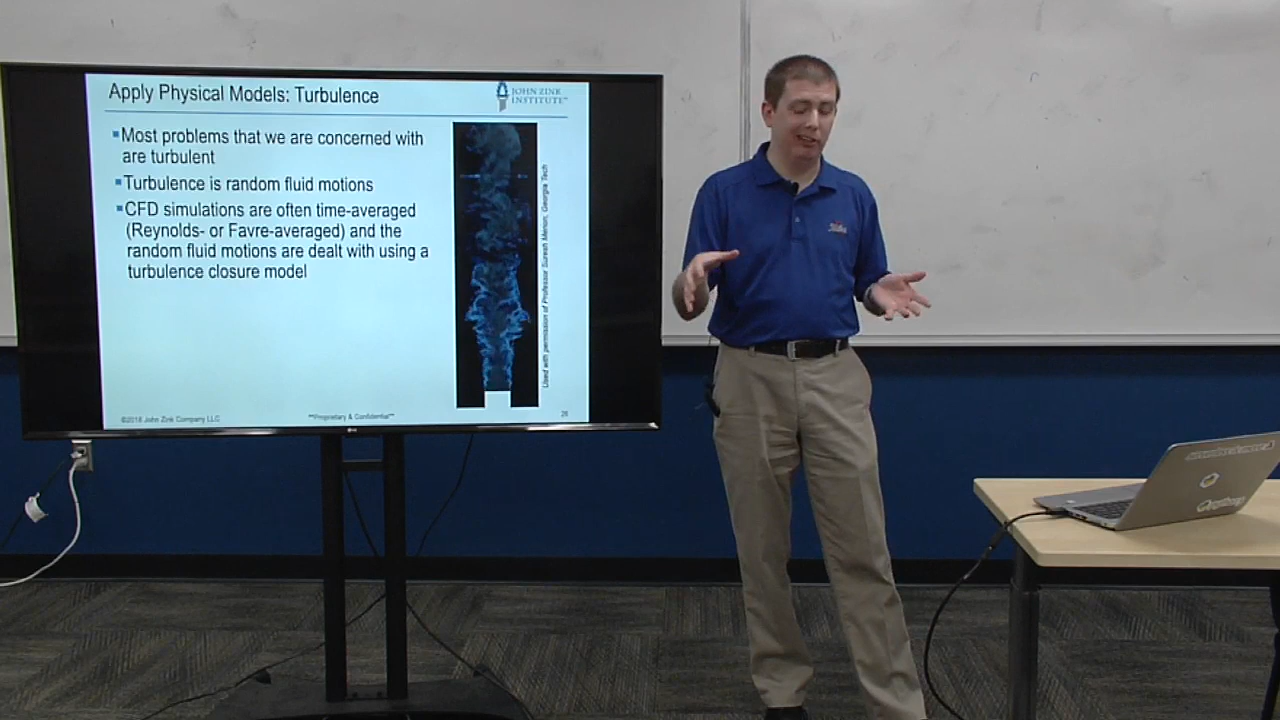 Apply Physical Models: Turbulence
JOHN ZINK
INSTITUTE
▪Most problems that we are concerned with
are turbulent
▪Turbulence is random fluid motions
▪CFD simulations are often time-averaged
(Reynolds- or Favre-averaged) and the
random fluid motions are dealt with using a
turbulence closure model
Used with permission of Professor Suresh Menon, Georgia Tech
©2018 John Zink Company LLC
**Proprietary & Confidential**